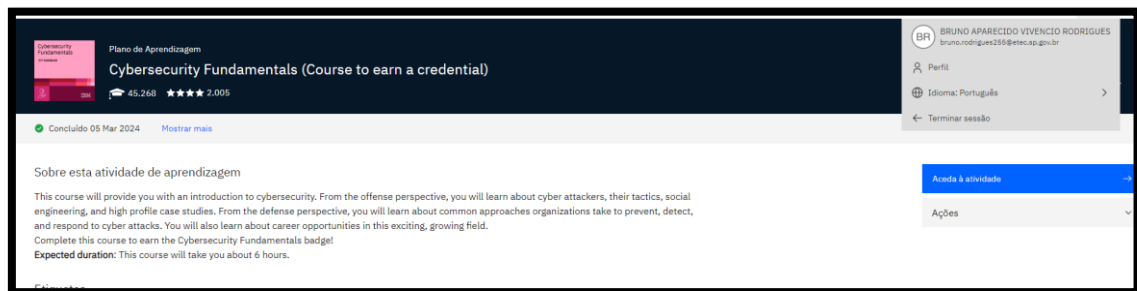 Cybersecurity
Fundamentals
IBM
Plano de Aprendizagem
Cybersecurity Fundamentals (Course to earn a credential)
45.268 ★★★★ 2.005
BR
BRUNO APARECIDO VIVENCIO RODRIGUES
bruno.rodrigues255@etec.sp.gov.br
Perfil
Idioma: Português
Terminar sessão
Concluído 05 Mar 2024 Mostrar mais
Sobre esta atividade de aprendizagem
This course will provide you with an introduction to cybersecurity. From the offense perspective, you will learn about cyber attackers, their tactics, social
engineering, and high profile case studies. From the defense perspective, you will learn about common approaches organizations take to prevent, detect,
and respond to cyber attacks. You will also learn about career opportunities in this exciting, growing field.
Complete this course to earn the Cybersecurity Fundamentals badge!
Expected duration: This course will take you about 6 hours.
Aceda à atividade
Ações